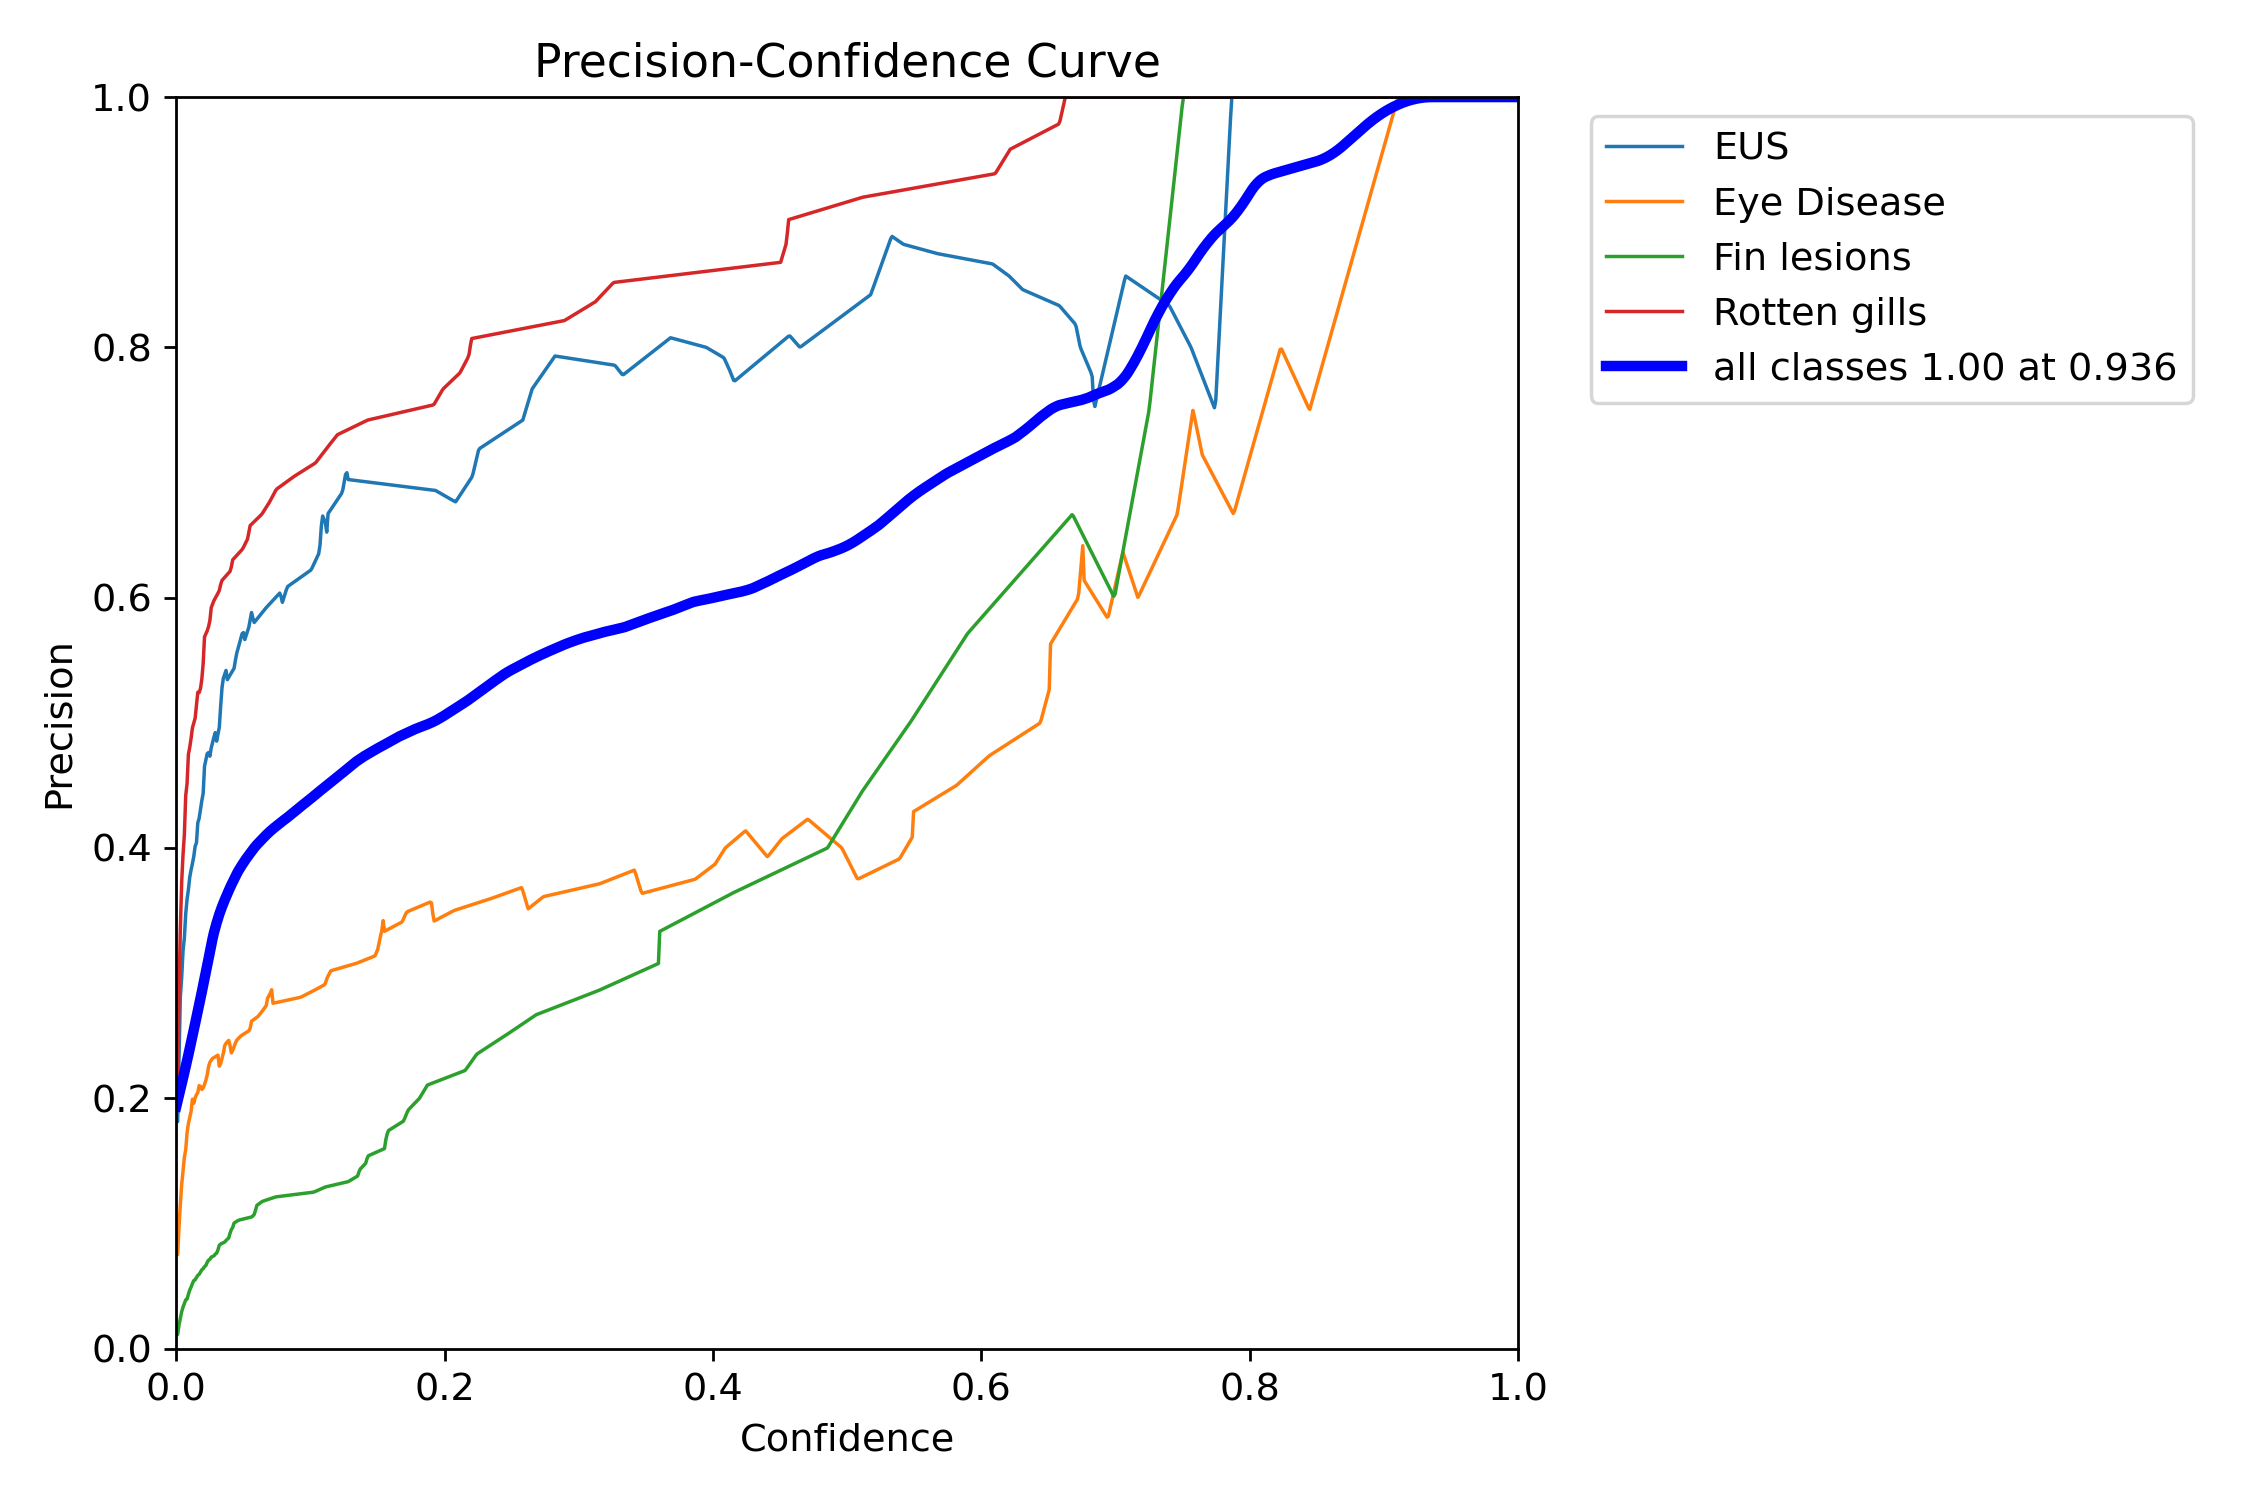 Precision-Confidence Curve
1.0
0.8
0.6
0.4
0.2
0.0
Precision
0.0 0.2 0.4 0.6 0.8 1.0
Confidence
EUS
Eye Disease
Fin lesions
Rotten gills
all classes 1.00 at 0.936